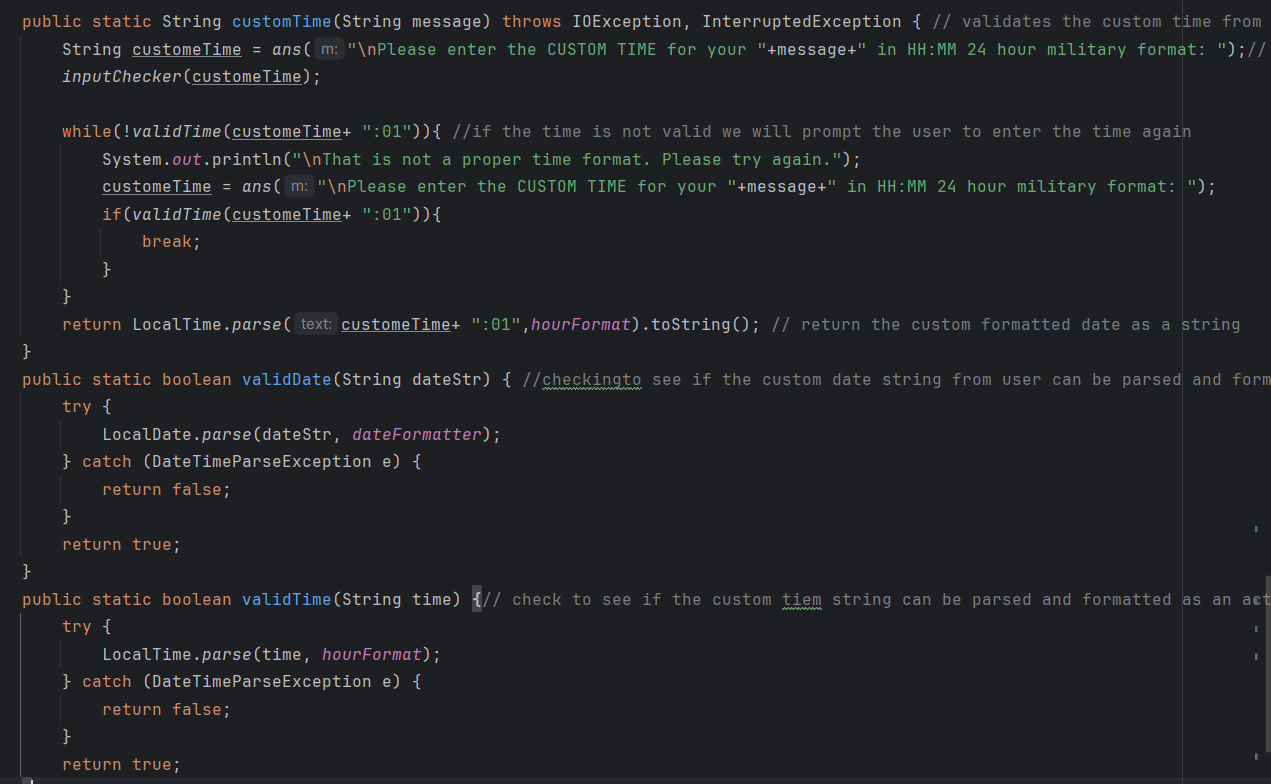 public static String customTime(String message) throws IOException, InterruptedException { // validates the custom time from
String customeTime = ans( m: "\nPlease enter the CUSTOM TIME for your "+message+" in HH:MM 24 hour military format: ");//
inputChecker(customeTime);
while(!validTime(customeTime+ ":01")){ //if the time is not valid we will prompt the user to enter the time again
System.out.println("\nThat is not a proper time format. Please try again.");
customeTime = ans( m: "\nPlease enter the CUSTOM TIME for your "+message+" in HH:MM 24 hour military format: ");
if(validTime(customeTime+ ":01")){
break;
}
}
return LocalTime.parse( text: customeTime+ ":01",hourFormat).toString(); // return the custom formatted date as a string
}
public static boolean validDate(String dateStr) { //checkingto see if the custom date string from user can be parsed and form
try {
LocalDate.parse(dateStr, dateFormatter);
} catch (DateTimeParseException e) {
return false;
}
return true;
}
public static boolean validTime(String time) {// check to see if the custom tiem string can be parsed and formatted as an act
try {
LocalTime.parse(time, hourFormat);
} catch (DateTimeParseException e) {
return false;
}
return true;